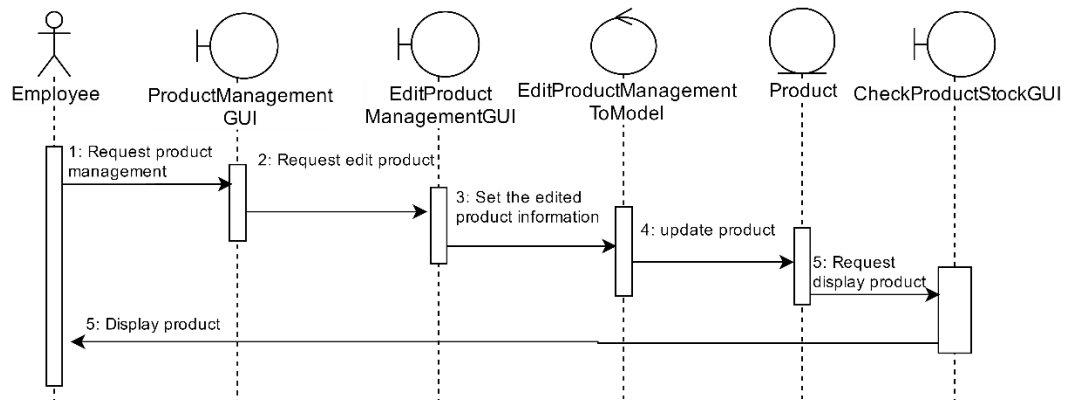 Employee
ProductManagement
GUI
EditProduct
ManagementGUI
EditProductManagement
ToModel
Product
CheckProductStockGUI
1: Request product
management
2: Request edit product
3: Set the edited
product information
4: update product
5: Request
display product
5: Display product